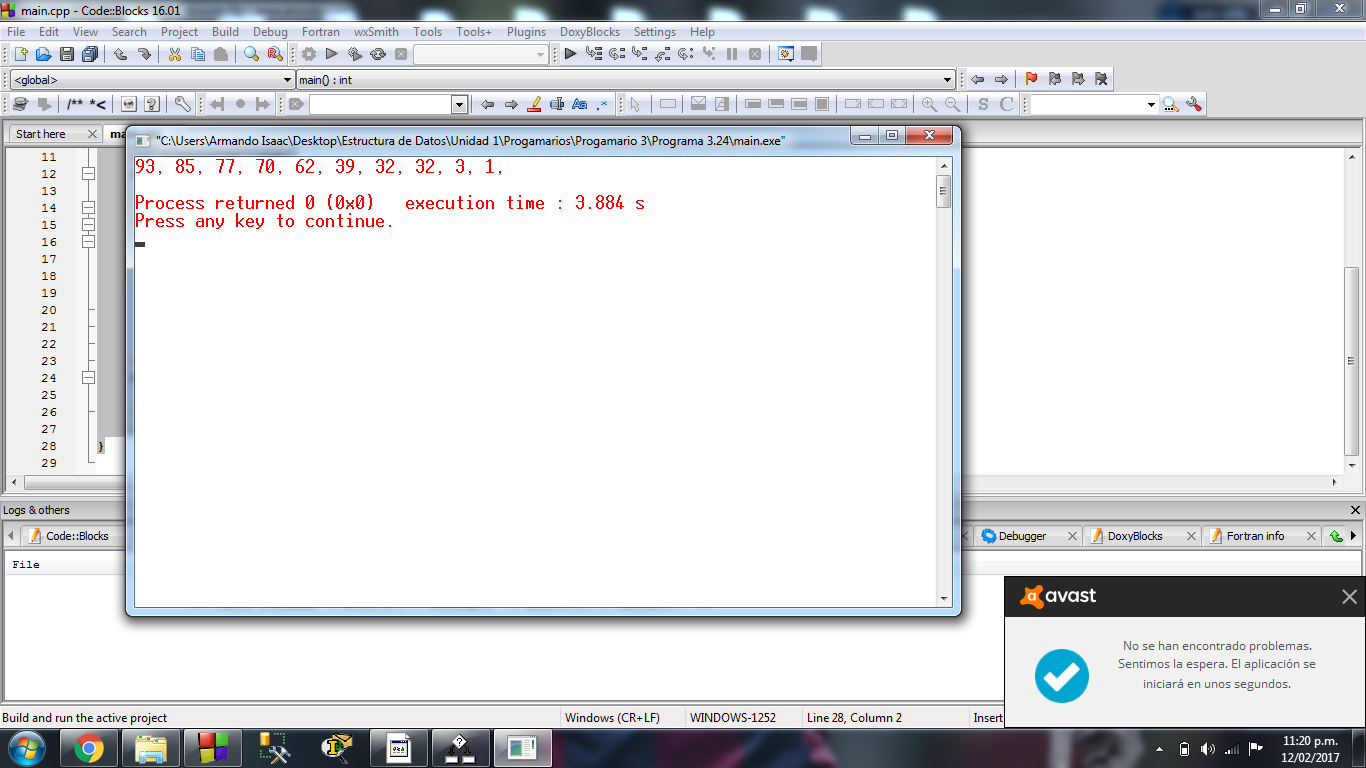 main.cpp - Code::Blocks 16.01
File Edit View Search Project Build Debug Fortran wxSmith Tools Tools+ Plugins DoxyBlocks Settings Help
<global> main() : int
/** *< Aa .* S C
Start here ma
"C:\Users\Armando Isaac\Desktop\Estructura de Datos\Unidad 1\Progamarios\Progamario 3\Programa 3.24\main.exe"
93, 85, 77, 70, 62, 39, 32, 32, 3, 1,
Process returned 0 (0x0)   execution time : 3.884 s
Press any key to continue.
11
12
13
14
15
16
17
18
19
20
21
22
23
24
25
26
27
28 }
29
Logs & others
Code::Blocks Debugger DoxyBlocks Fortran info
File
avast
No se han encontrado problemas.
Sentimos la espera. El aplicación se
iniciará en unos segundos.
Build and run the active project Windows (CR+LF) WINDOWS-1252 Line 28, Column 2 Insert
11:20 p.m.
12/02/2017